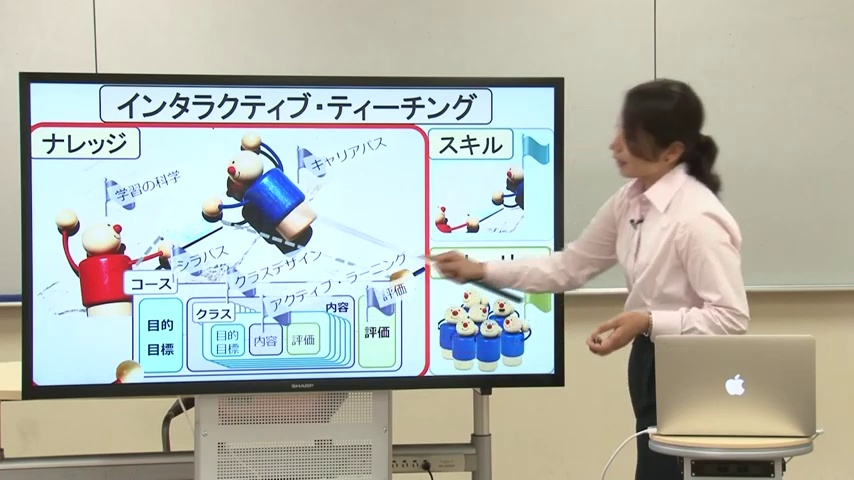 インタラクティブ・ティーチング
ナレッジ
スキル
学習の科学
キャリアパス
シラバス
クラスデザイン
アクティブ・ラーニング
評価
コース
目的
目標
クラス
内容
目的
目標
内容
評価
評価
SHARP